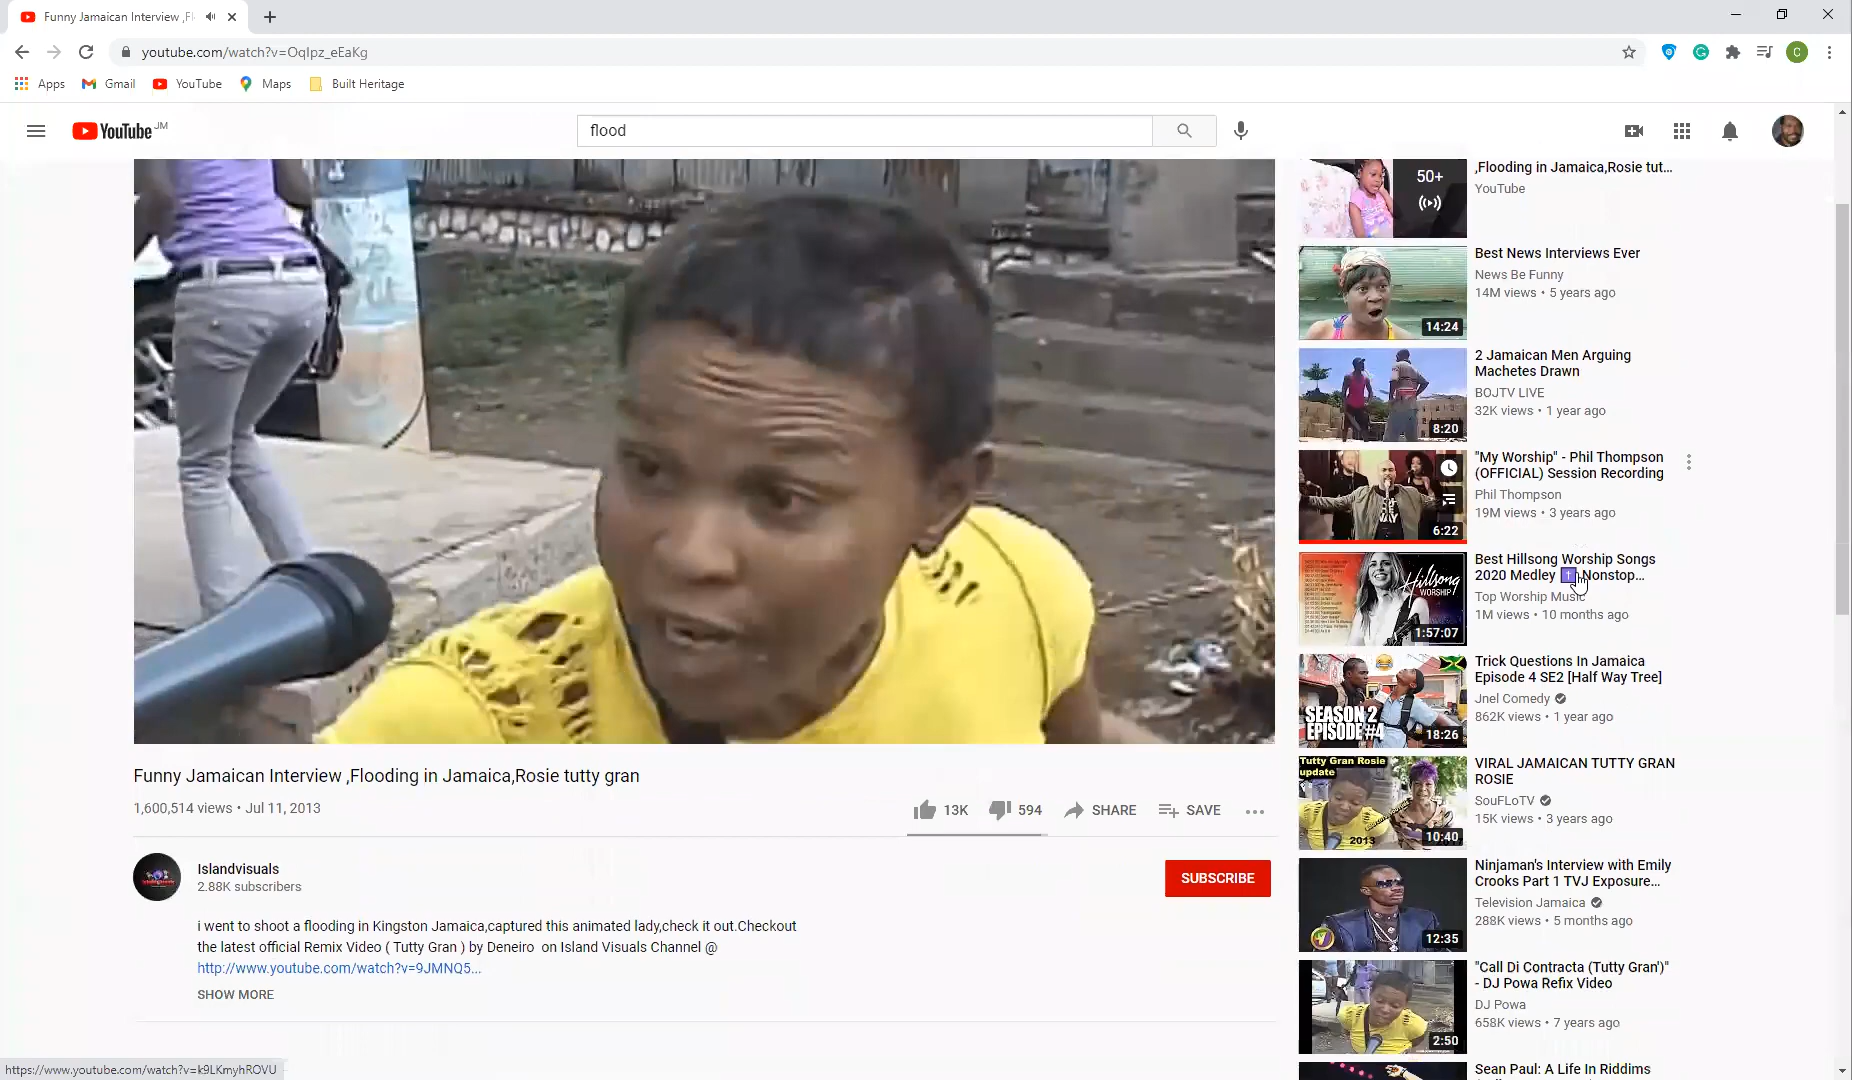 Funny Jamaican Interview ,Fl
youtube.com/watch?v=OqIpz_eEaKg
C
Apps
Gmail
YouTube
Maps
Built Heritage
YouTube JM
flood
50+
,Flooding in Jamaica,Rosie tut...
YouTube
14:24
Best News Interviews Ever
News Be Funny
14M views • 5 years ago
8:20
2 Jamaican Men Arguing
Machetes Drawn
BOJTV LIVE
32K views • 1 year ago
6:22
"My Worship" - Phil Thompson
(OFFICIAL) Session Recording
Phil Thompson
19M views • 3 years ago
Hillsong
WORSHIP
1:57:07
Best Hillsong Worship Songs
2020 Medley 1 Nonstop...
Top Worship Music
1M views • 10 months ago
SEASON 2
EPISODE #4
18:26
Trick Questions In Jamaica
Episode 4 SE2 [Half Way Tree]
Jnel Comedy
862K views • 1 year ago
Tutty Gran Rosie
update
2013
10:40
VIRAL JAMAICAN TUTTY GRAN
ROSIE
SouFLoTV
15K views • 3 years ago
12:35
Ninjaman's Interview with Emily
Crooks Part 1 TVJ Exposure...
Television Jamaica
288K views • 5 months ago
2:50
"Call Di Contracta (Tutty Gran')"
- DJ Powa Refix Video
DJ Powa
658K views • 7 years ago
Sean Paul: A Life In Riddims
Funny Jamaican Interview ,Flooding in Jamaica,Rosie tutty gran
1,600,514 views • Jul 11, 2013
13K
594
SHARE
SAVE
Islandvisuals
2.88K subscribers
SUBSCRIBE
i went to shoot a flooding in Kingston Jamaica,captured this animated lady,check it out.Checkout
the latest official Remix Video ( Tutty Gran ) by Deneiro on Island Visuals Channel @
http://www.youtube.com/watch?v=9JMNQ5...
SHOW MORE
https://www.youtube.com/watch?v=k9LKmyhROVU